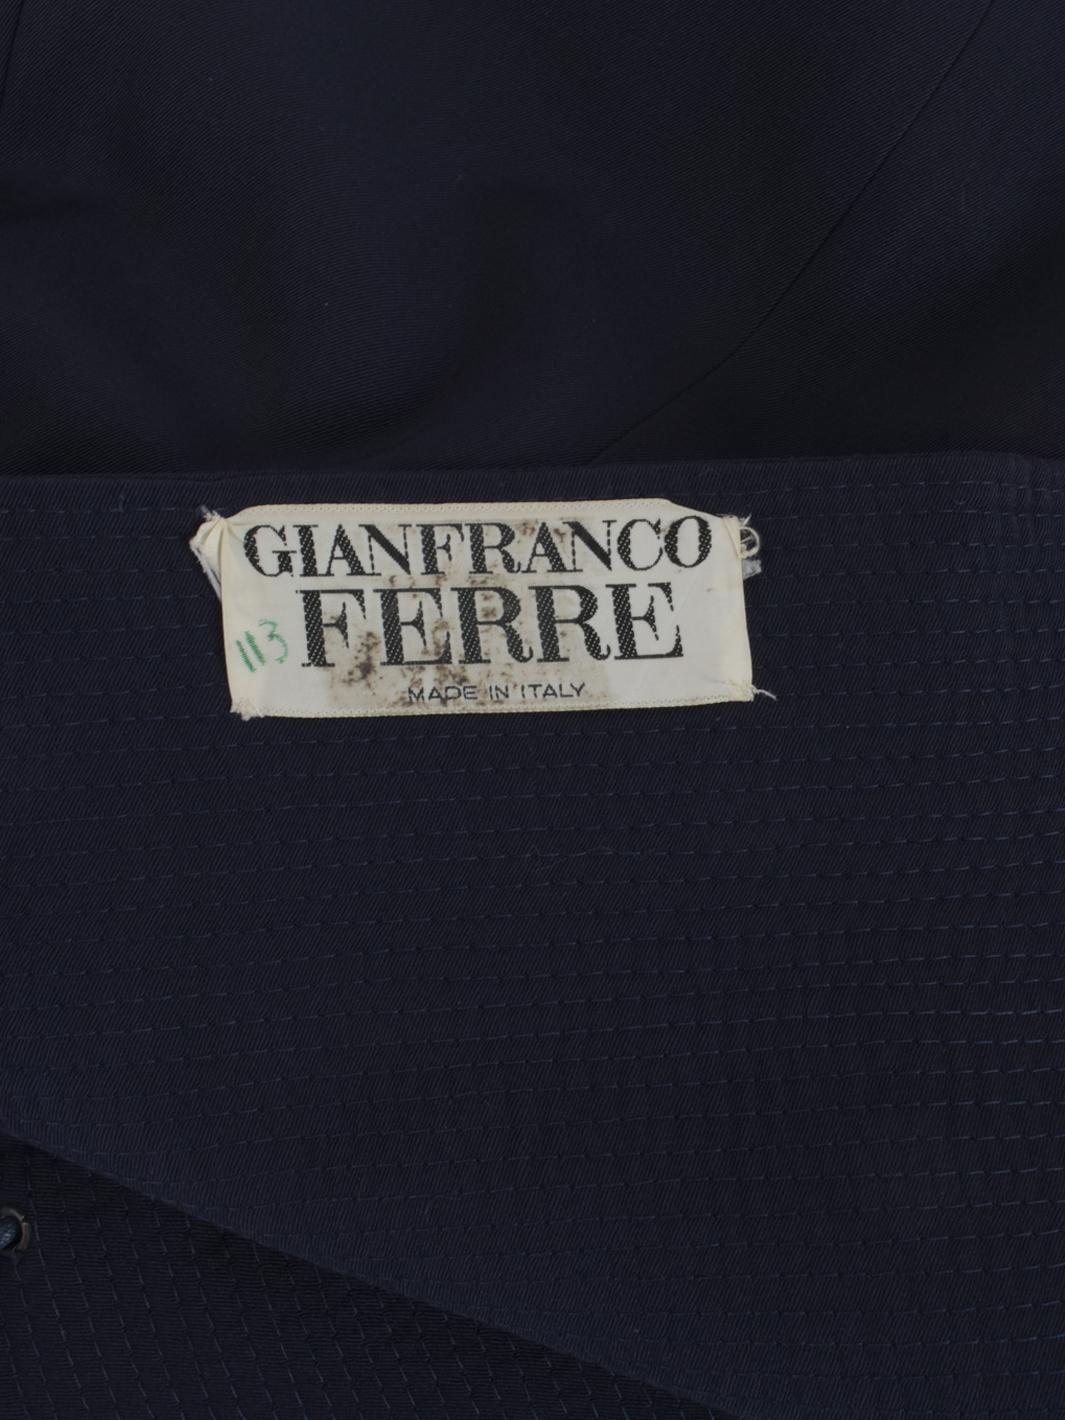 GIANFRANCO
FERRE
113
MADE IN ITALY